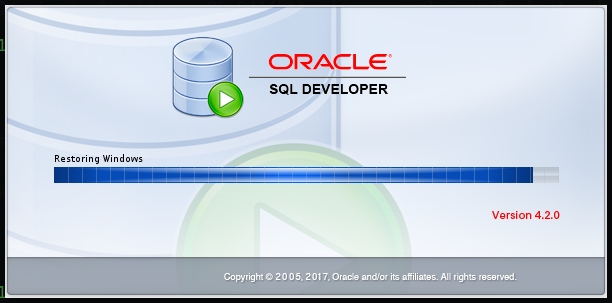 ORACLE®
SQL DEVELOPER
Restoring Windows
Version 4.2.0
Copyright © 2005, 2017, Oracle and/or its affiliates. All rights reserved.